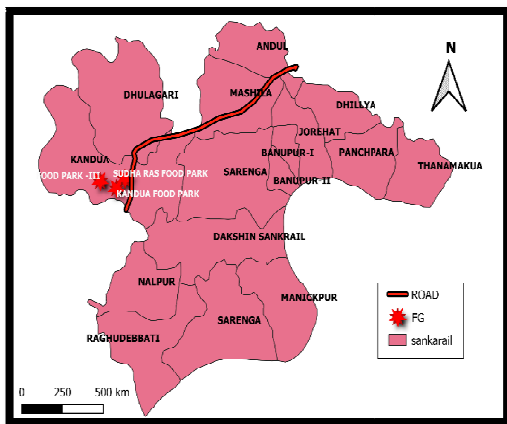 ANDUL
N
DHULAGARI
MASHILA
DHILLYA
JOREHAT
KANDUA
BANUPUR-I
PANCHPARA
THANAMAKUA
FOOD PARK -III
SUDHA RAS FOOD PARK
SARENGA
BANUPUR-II
KANDUA FOOD PARK
DAKSHIN SANKRAIL
NALPUR
MANICKPUR
SARENGA
RAGHUDEBBATI
ROAD
FG
sankarail
0 250 500 km